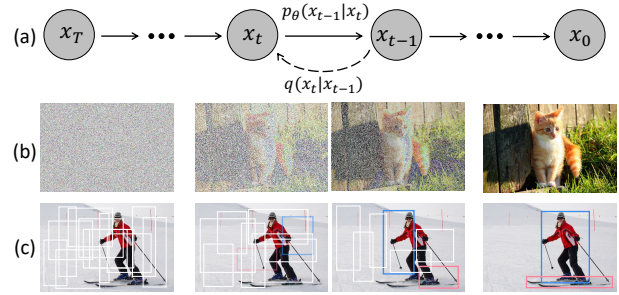 (a) x_T ••• x_t p_θ(x_{t−1}|x_t) x_{t−1} ••• x_0
q(x_t|x_{t−1})
(b)
(c)